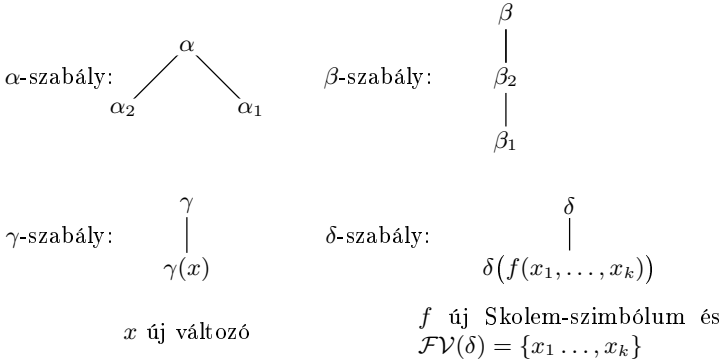 α β
α-szabály: β-szabály: β₂
α₂ α₁
β₁
γ δ
γ-szabály: δ-szabály:
γ(x) δ(f(x₁, . . . , xₖ))
x új változó
f új Skolem-szimbólum és
ℱ𝒱(δ) = {x₁ . . . , xₖ}